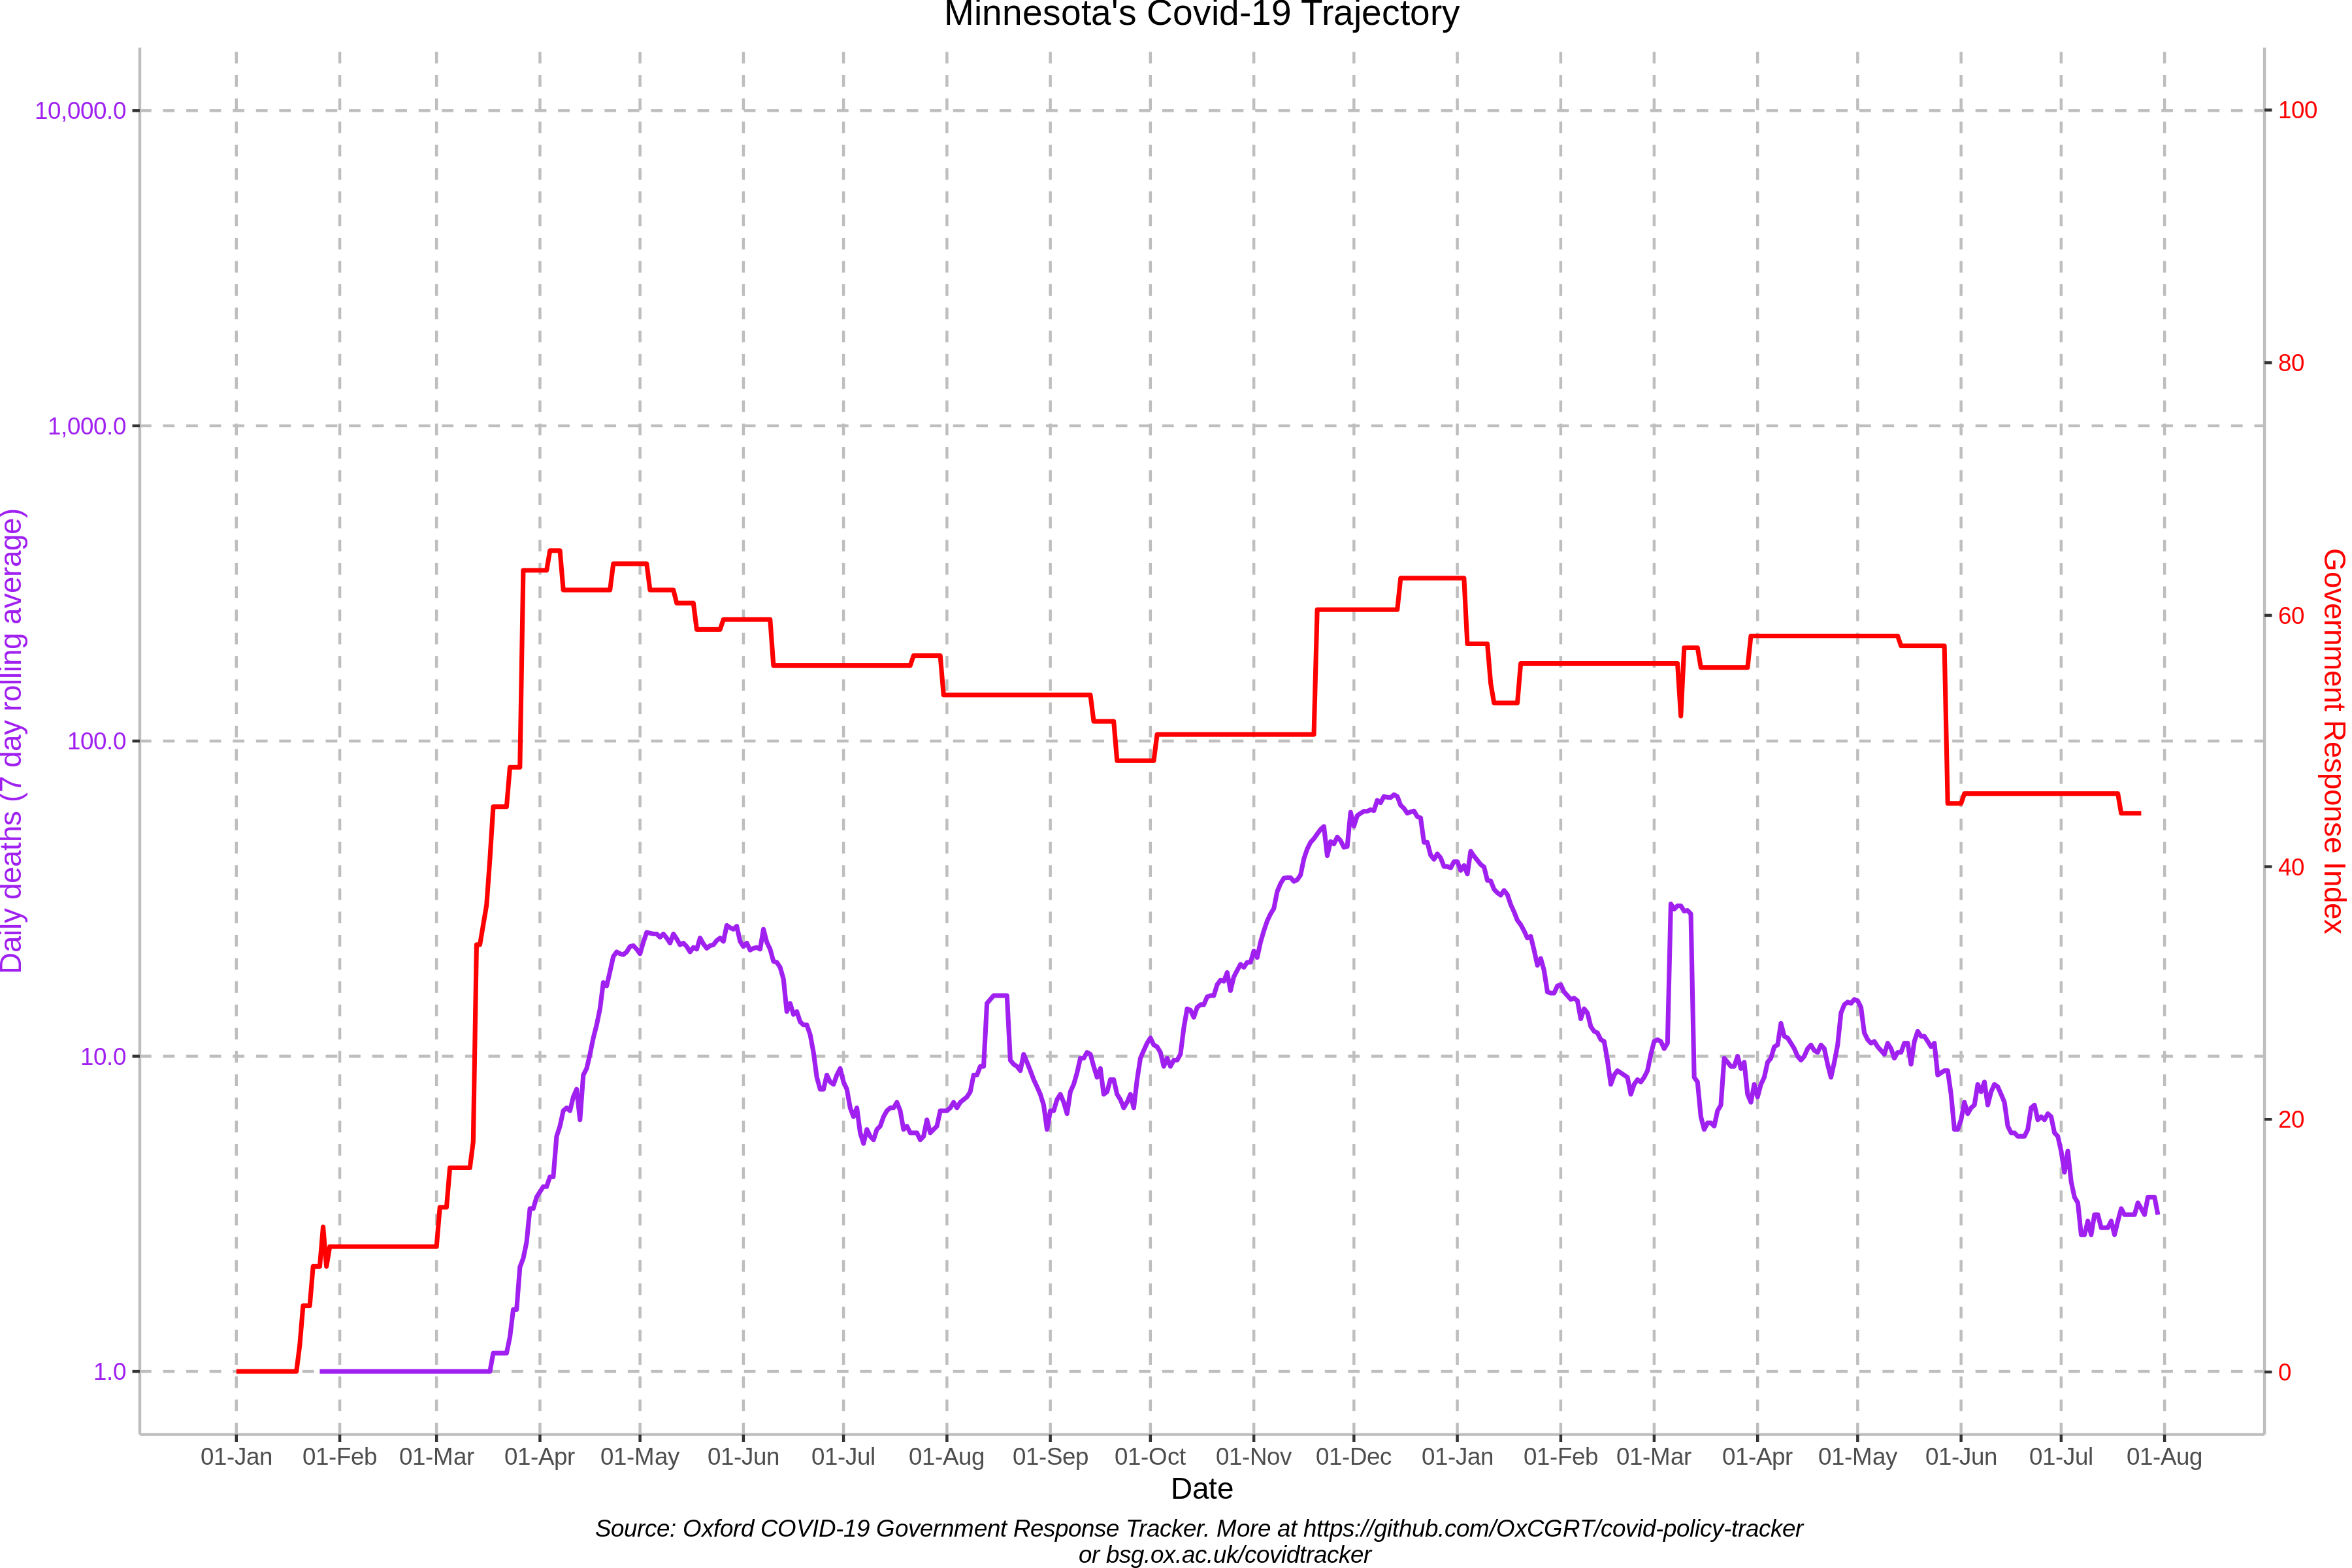 Minnesota's Covid-19 Trajectory
10,000.0
1,000.0
100.0
10.0
1.0
Daily deaths (7 day rolling average)
100
80
60
40
20
0
Government Response Index
01-Jan 01-Feb 01-Mar 01-Apr 01-May 01-Jun 01-Jul 01-Aug 01-Sep 01-Oct 01-Nov 01-Dec 01-Jan 01-Feb 01-Mar 01-Apr 01-May 01-Jun 01-Jul 01-Aug
Date
Source: Oxford COVID-19 Government Response Tracker. More at https://github.com/OxCGRT/covid-policy-tracker
or bsg.ox.ac.uk/covidtracker